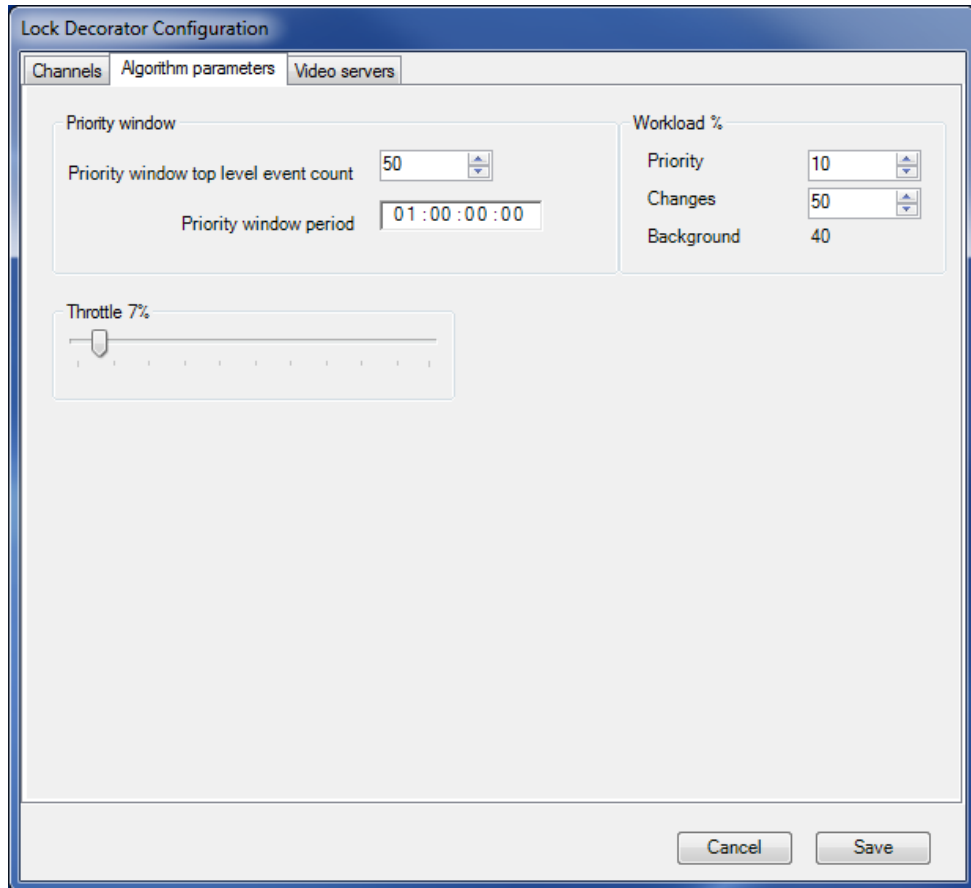 Lock Decorator Configuration
Channels Algorithm parameters Video servers
Priority window
Priority window top level event count 50
Priority window period 01:00:00:00
Workload %
Priority 10
Changes 50
Background 40
Throttle 7%
Cancel Save